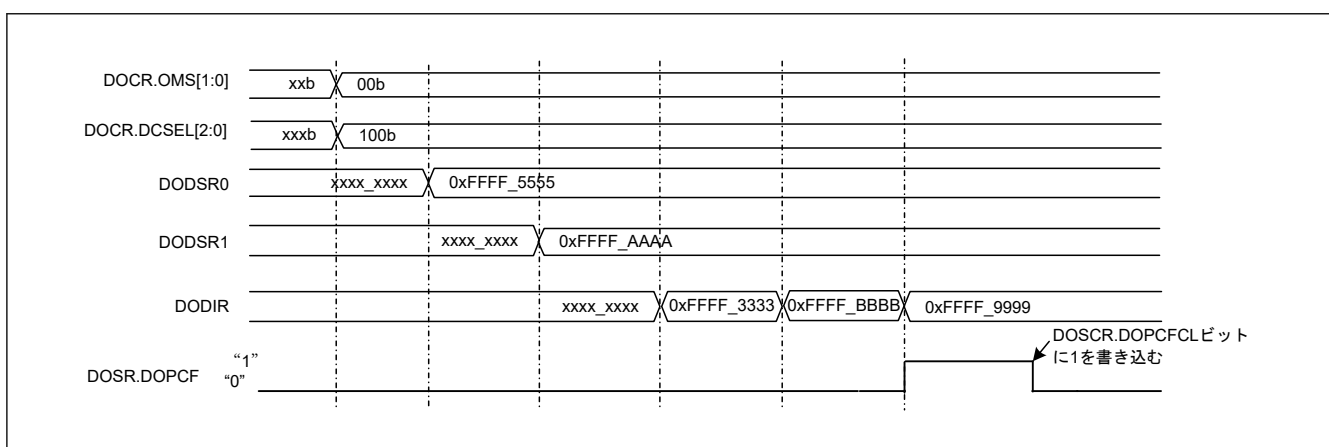 DOCR.OMS[1:0] xxb 00b
DOCR.DCSEL[2:0] xxxb 100b
DODSR0 xxxx_xxxx 0xFFFF_5555
DODSR1 xxxx_xxxx 0xFFFF_AAAA
DODIR xxxx_xxxx 0xFFFF_3333 0xFFFF_BBBB 0xFFFF_9999
DOSCR.DOPCFCLビット
に1を書き込む
“1”
DOSR.DOPCF “0”